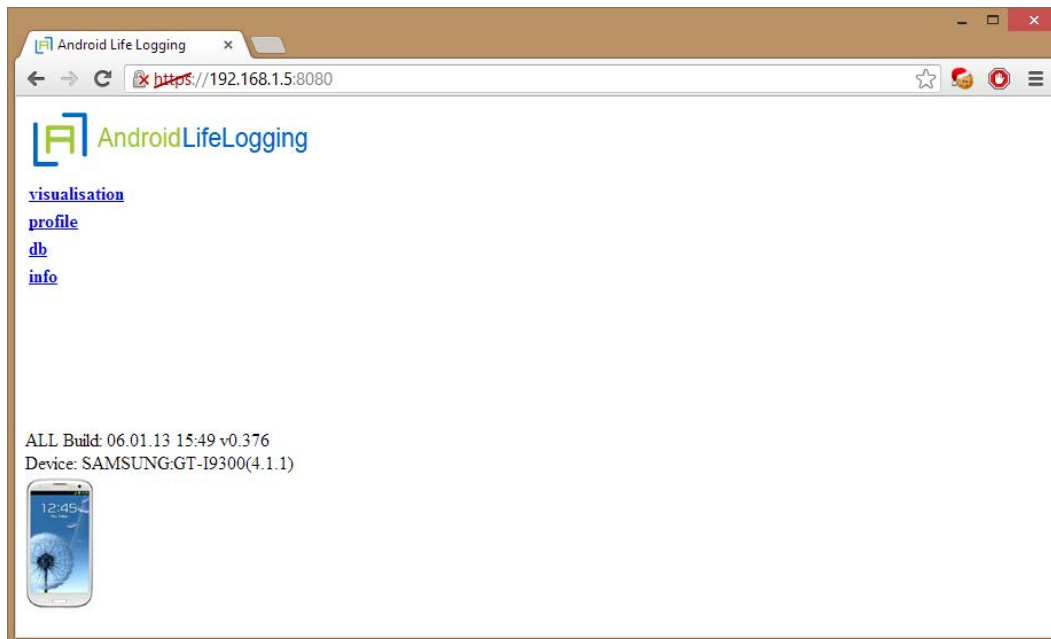 Android Life Logging
https://192.168.1.5:8080
AndroidLifeLogging
visualisation
profile
db
info
ALL Build: 06.01.13 15:49 v0.376
Device: SAMSUNG:GT-I9300(4.1.1)
12:45